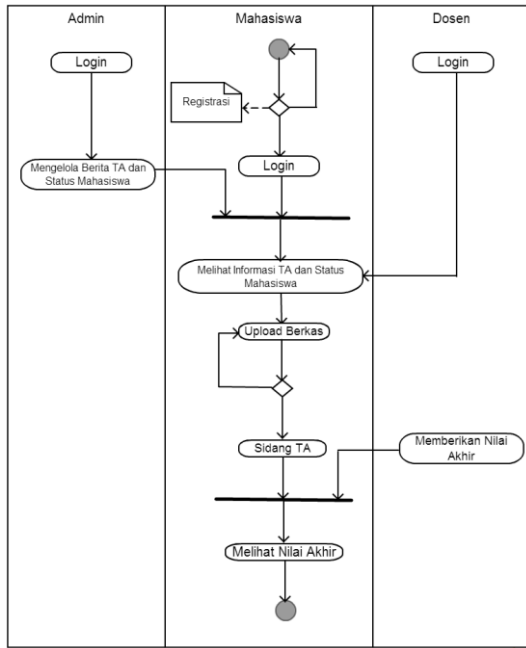 Admin
Mahasiswa
Dosen
Login
Login
Registrasi
Mengelola Berita TA dan
Status Mahasiswa
Login
Melihat Informasi TA dan Status
Mahasiswa
Upload Berkas
Sidang TA
Memberikan Nilai
Akhir
Melihat Nilai Akhir